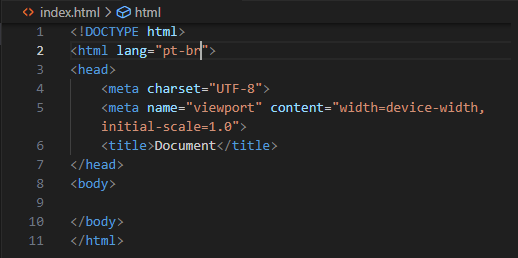 index.html > html
1 <!DOCTYPE html>
2 <html lang="pt-br">
3 <head>
4     <meta charset="UTF-8">
5     <meta name="viewport" content="width=device-width,
initial-scale=1.0">
6     <title>Document</title>
7 </head>
8 <body>
9
10 </body>
11 </html>